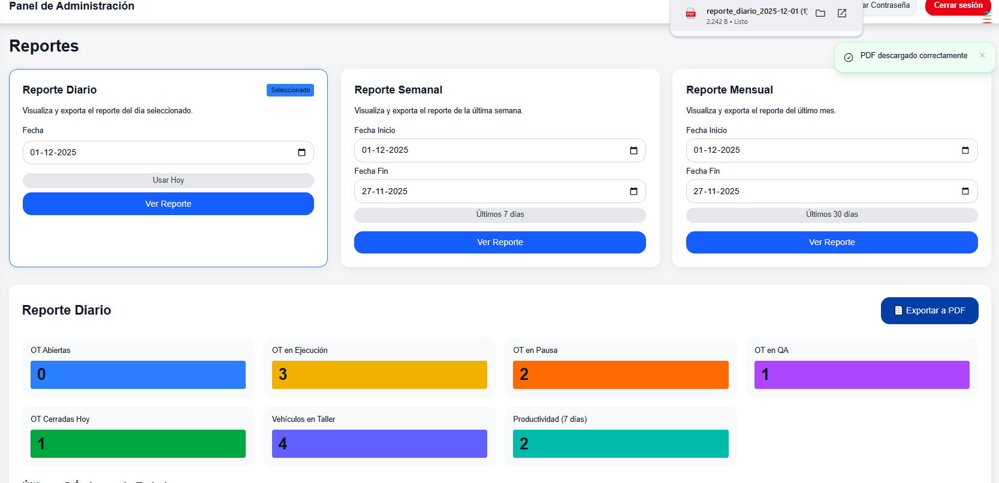 Panel de Administración
reporte_diario_2025-12-01 (1)
2.242 B • Listo
ar Contraseña
Cerrar sesión
Reportes
PDF descargado correctamente
Reporte Diario
Seleccionado
Visualiza y exporta el reporte del día seleccionado.
Fecha
01-12-2025
Usar Hoy
Ver Reporte
Reporte Semanal
Visualiza y exporta el reporte de la última semana.
Fecha Inicio
01-12-2025
Fecha Fin
27-11-2025
Últimos 7 días
Ver Reporte
Reporte Mensual
Visualiza y exporta el reporte del último mes.
Fecha Inicio
01-12-2025
Fecha Fin
27-11-2025
Últimos 30 días
Ver Reporte
Reporte Diario
Exportar a PDF
OT Abiertas
0
OT en Ejecución
3
OT en Pausa
2
OT en QA
1
OT Cerradas Hoy
1
Vehículos en Taller
4
Productividad (7 días)
2